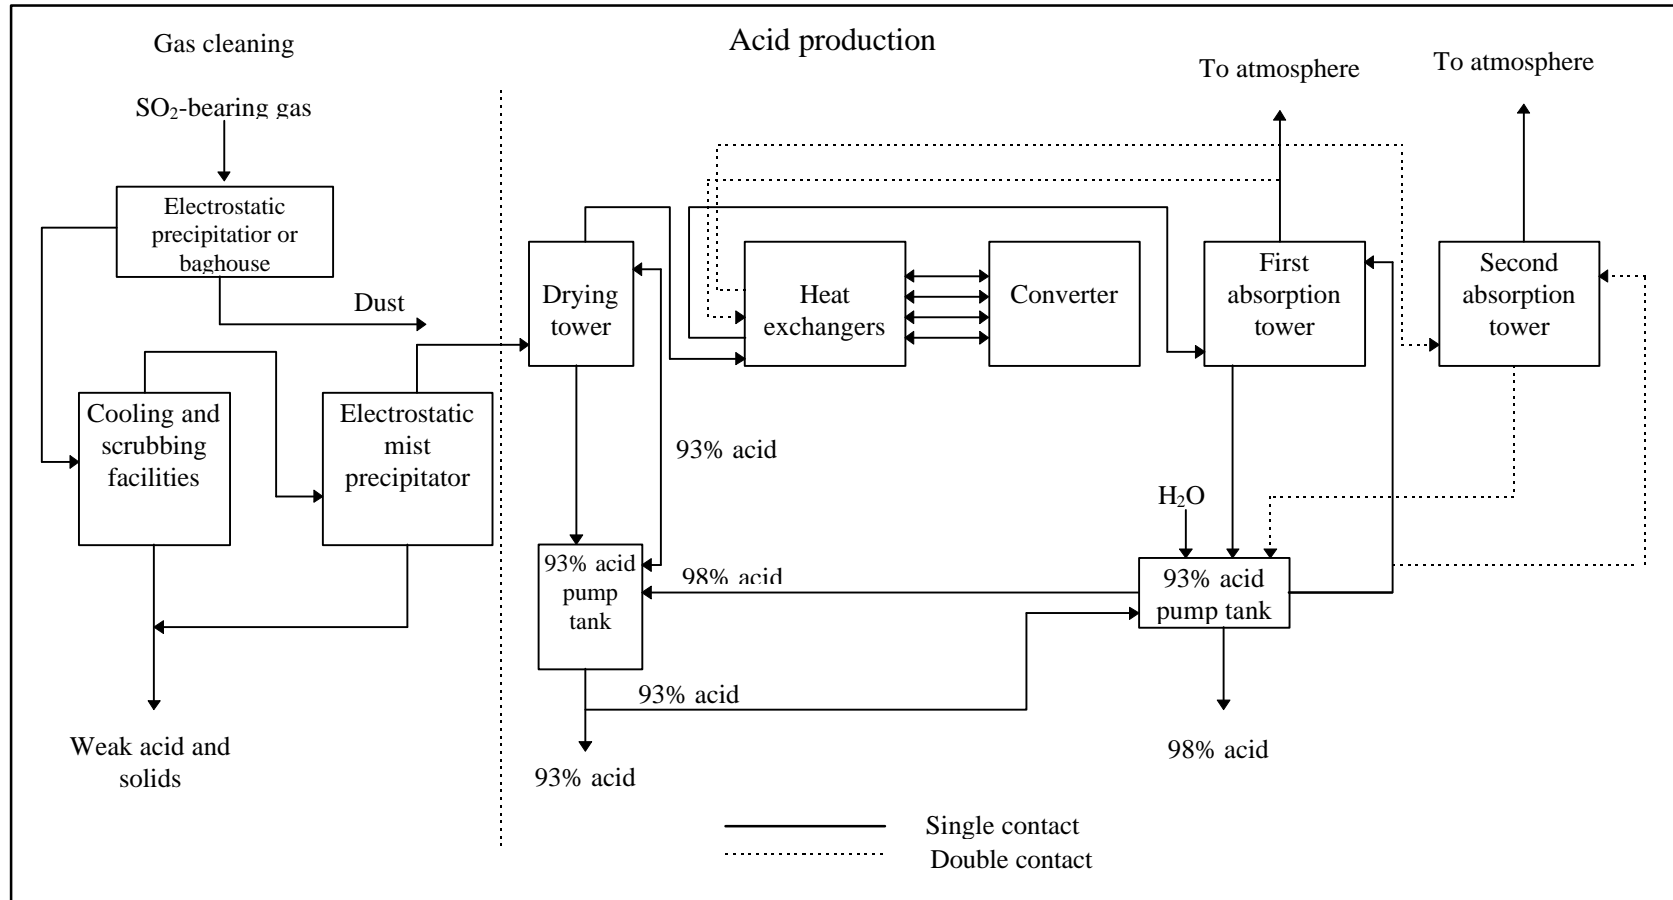 Gas cleaning
Acid production
To atmosphere
To atmosphere
SO₂-bearing gas
Electrostatic
precipitatior or
baghouse
Dust
Drying
tower
Heat
exchangers
Converter
First
absorption
tower
Second
absorption
tower
Cooling and
scrubbing
facilities
Electrostatic
mist
precipitator
93% acid
H₂O
93% acid
pump
tank
98% acid
93% acid
pump tank
93% acid
Weak acid and
solids
93% acid
98% acid
Single contact
Double contact